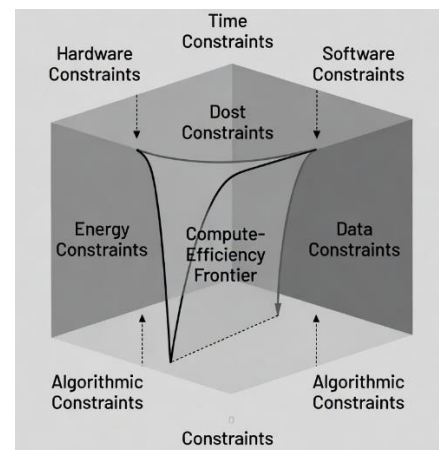 Time
Constraints
Hardware
Constraints
Software
Constraints
Dost
Constraints
Energy
Constraints
Compute-
Efficiency
Frontier
Data
Constraints
Algorithmic
Constraints
Algorithmic
Constraints
Constraints